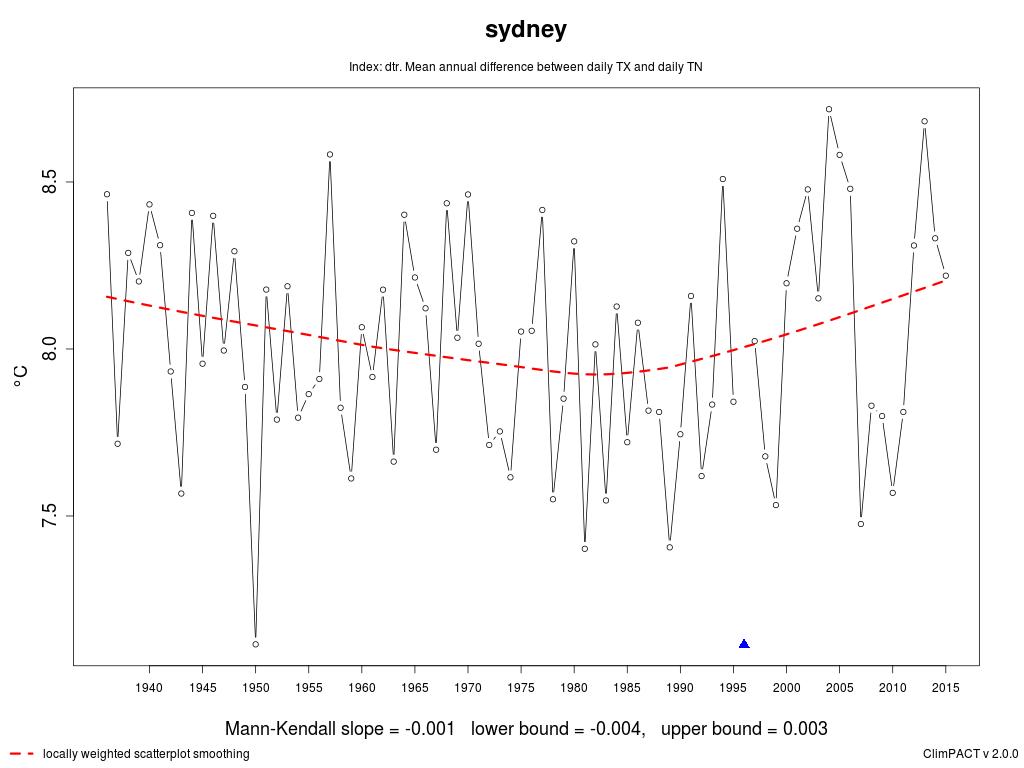 sydney
Index: dtr. Mean annual difference between daily TX and daily TN
°C
8.5
8.0
7.5
1940 1945 1950 1955 1960 1965 1970 1975 1980 1985 1990 1995 2000 2005 2010 2015
Mann-Kendall slope = -0.001 lower bound = -0.004, upper bound = 0.003
locally weighted scatterplot smoothing
ClimPACT v 2.0.0